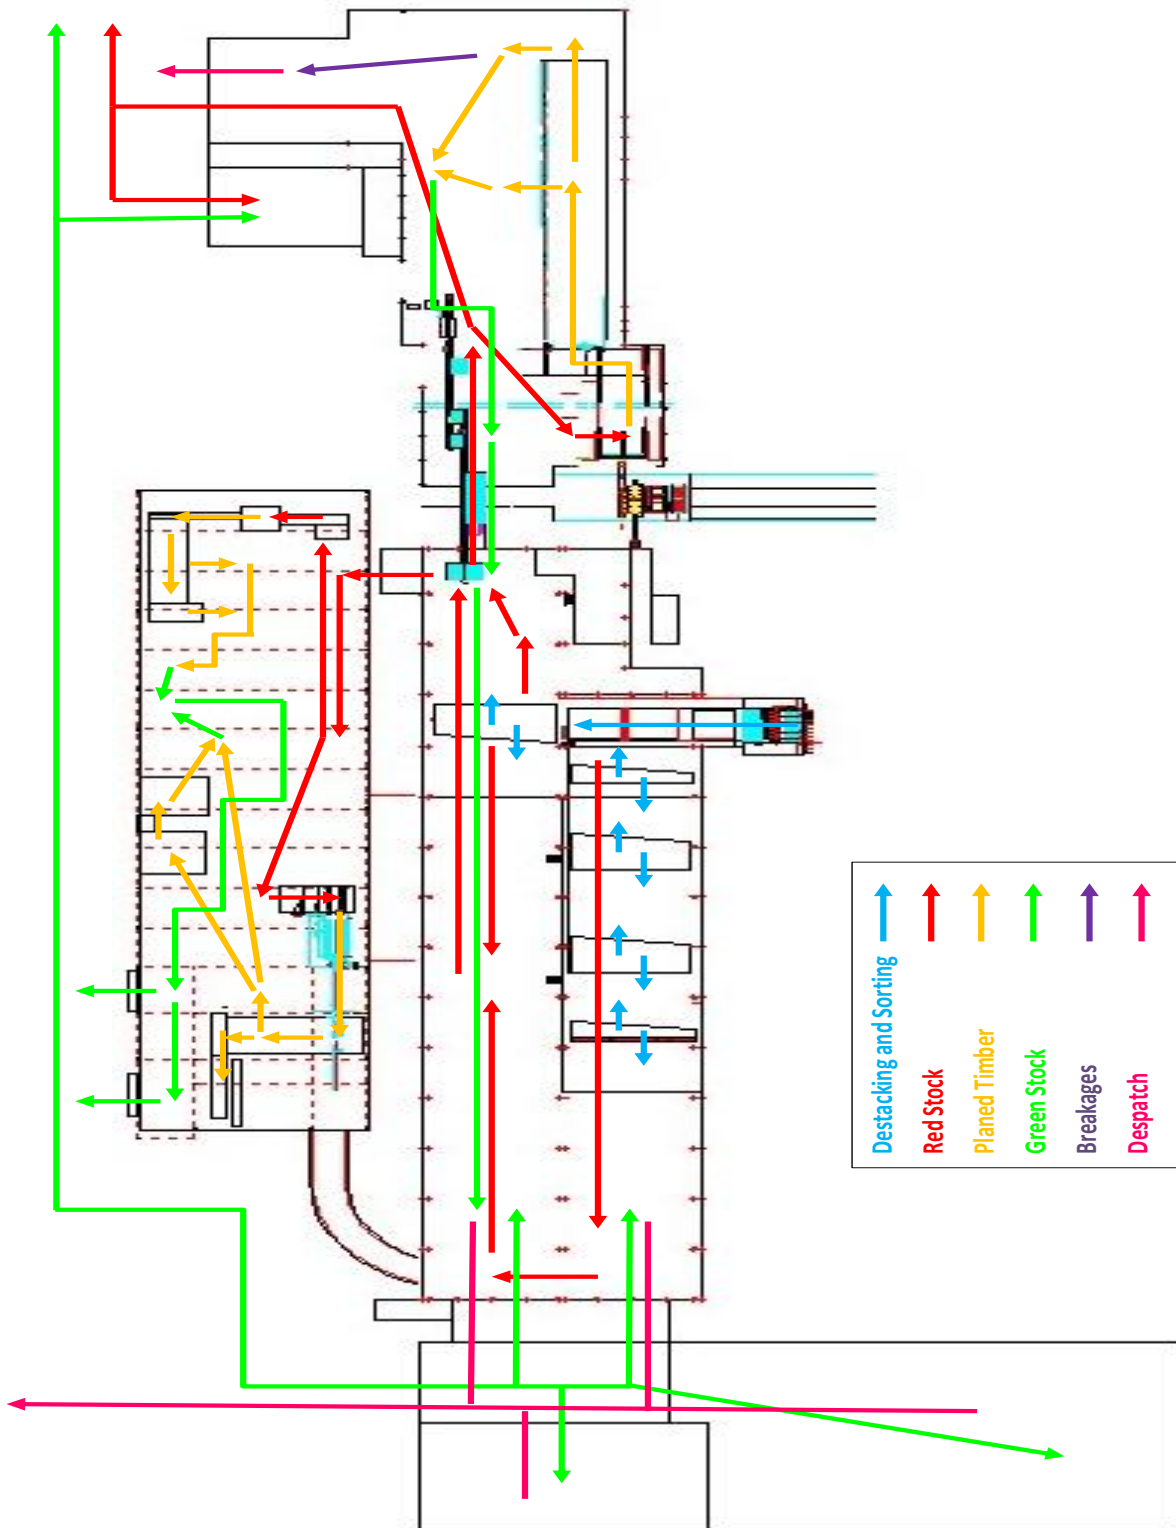 Destacking and Sorting
Red Stock
Planed Timber
Green Stock
Breakages
Despatch